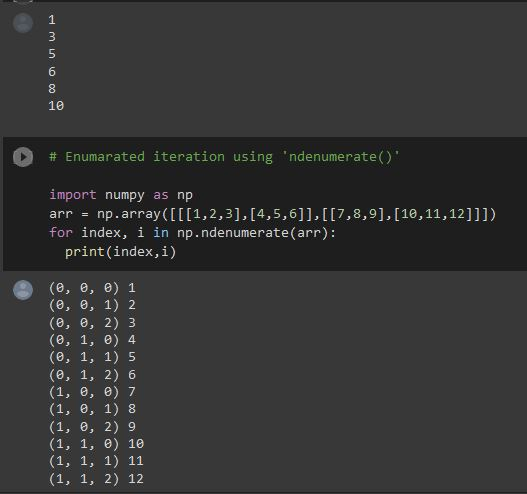 1
3
5
6
8
10
# Enumarated iteration using 'ndenumerate()'
import numpy as np
arr = np.array([[[1,2,3],[4,5,6]],[[7,8,9],[10,11,12]]])
for index, i in np.ndenumerate(arr):
  print(index,i)
(0, 0, 0) 1
(0, 0, 1) 2
(0, 0, 2) 3
(0, 1, 0) 4
(0, 1, 1) 5
(0, 1, 2) 6
(1, 0, 0) 7
(1, 0, 1) 8
(1, 0, 2) 9
(1, 1, 0) 10
(1, 1, 1) 11
(1, 1, 2) 12